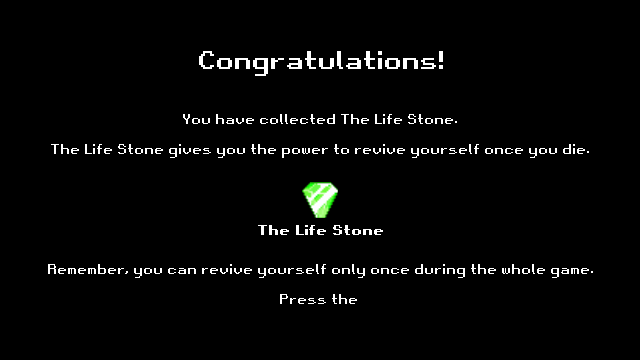 Congratulations!
You have collected The Life Stone.
The Life Stone gives you the power to revive yourself once you die.
The Life Stone
Remember, you can revive yourself only once during the whole game.
Press the